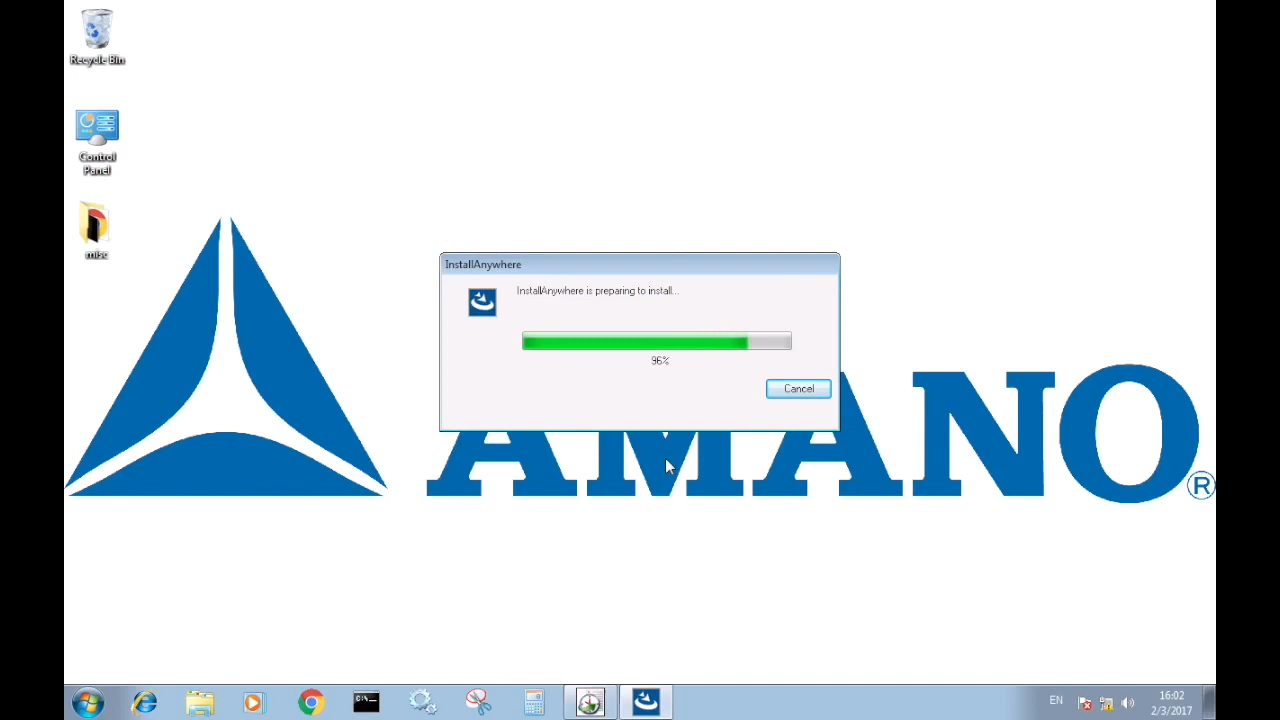 Recycle Bin
Control
Panel
misc
InstallAnywhere
InstallAnywhere is preparing to install...
96%
Cancel
AMANO
®
C:\.
EN
16:02
2/3/2017